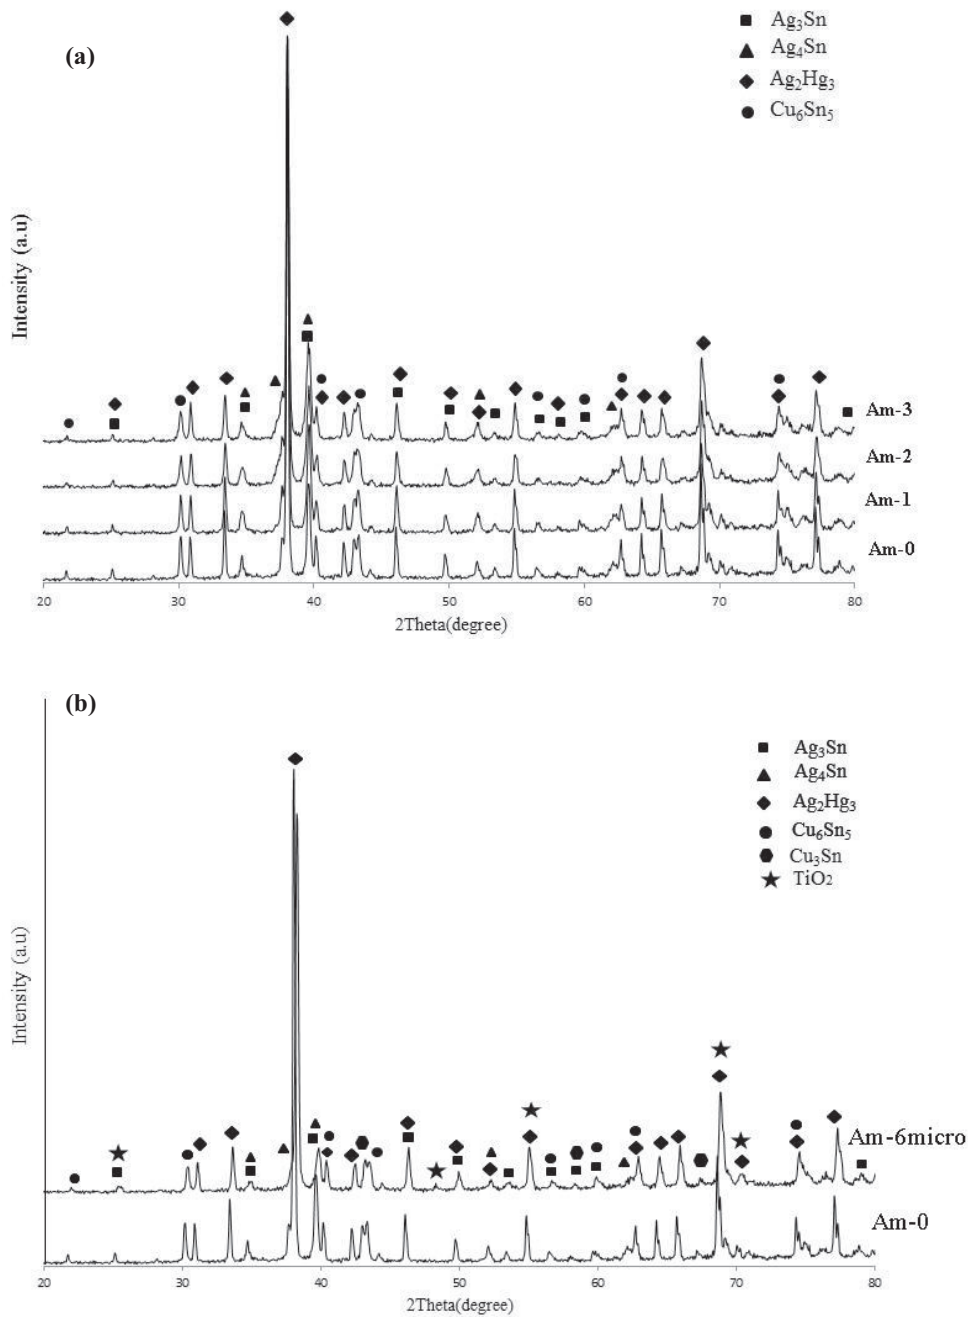 (a)
Ag₃Sn
Ag₄Sn
Ag₂Hg₃
Cu₆Sn₅
Intensity (a.u)
Am-3
Am-2
Am-1
Am-0
20 30 40 50 60 70 80
2Theta(degree)
(b)
Ag₃Sn
Ag₄Sn
Ag₂Hg₃
Cu₆Sn₅
Cu₃Sn
TiO₂
Intensity (a.u)
Am-6micro
Am-0
20 30 40 50 60 70 80
2Theta(degree)